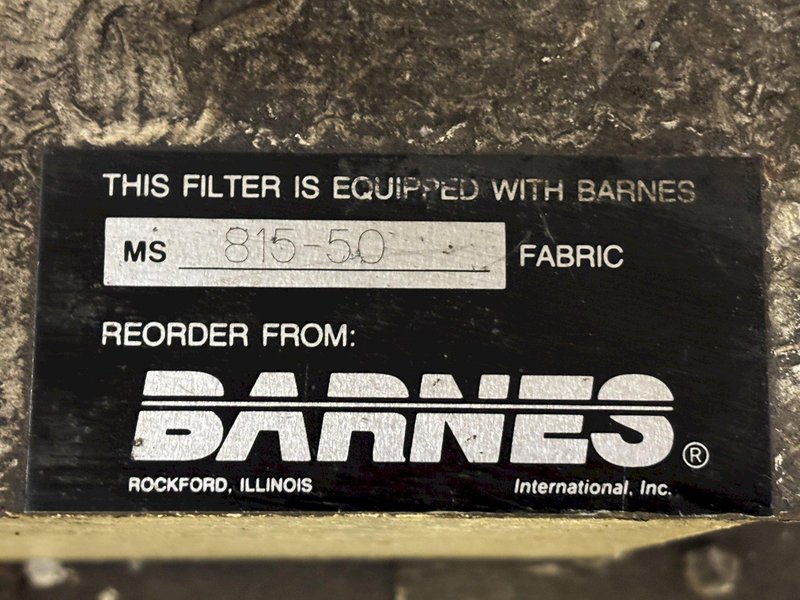 THIS FILTER IS EQUIPPED WITH BARNES
MS 815-50 FABRIC
REORDER FROM:
BARNES ®
ROCKFORD, ILLINOIS International, Inc.